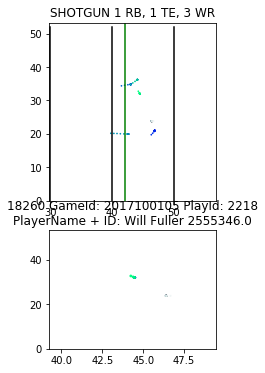 SHOTGUN 1 RB, 1 TE, 3 WR
50
40
30
20
10
0
30 40 50
18260 GameId: 2017100105 PlayId: 2218
PlayerName + ID: Will Fuller 2555346.0
40
20
0
40.0 42.5 45.0 47.5